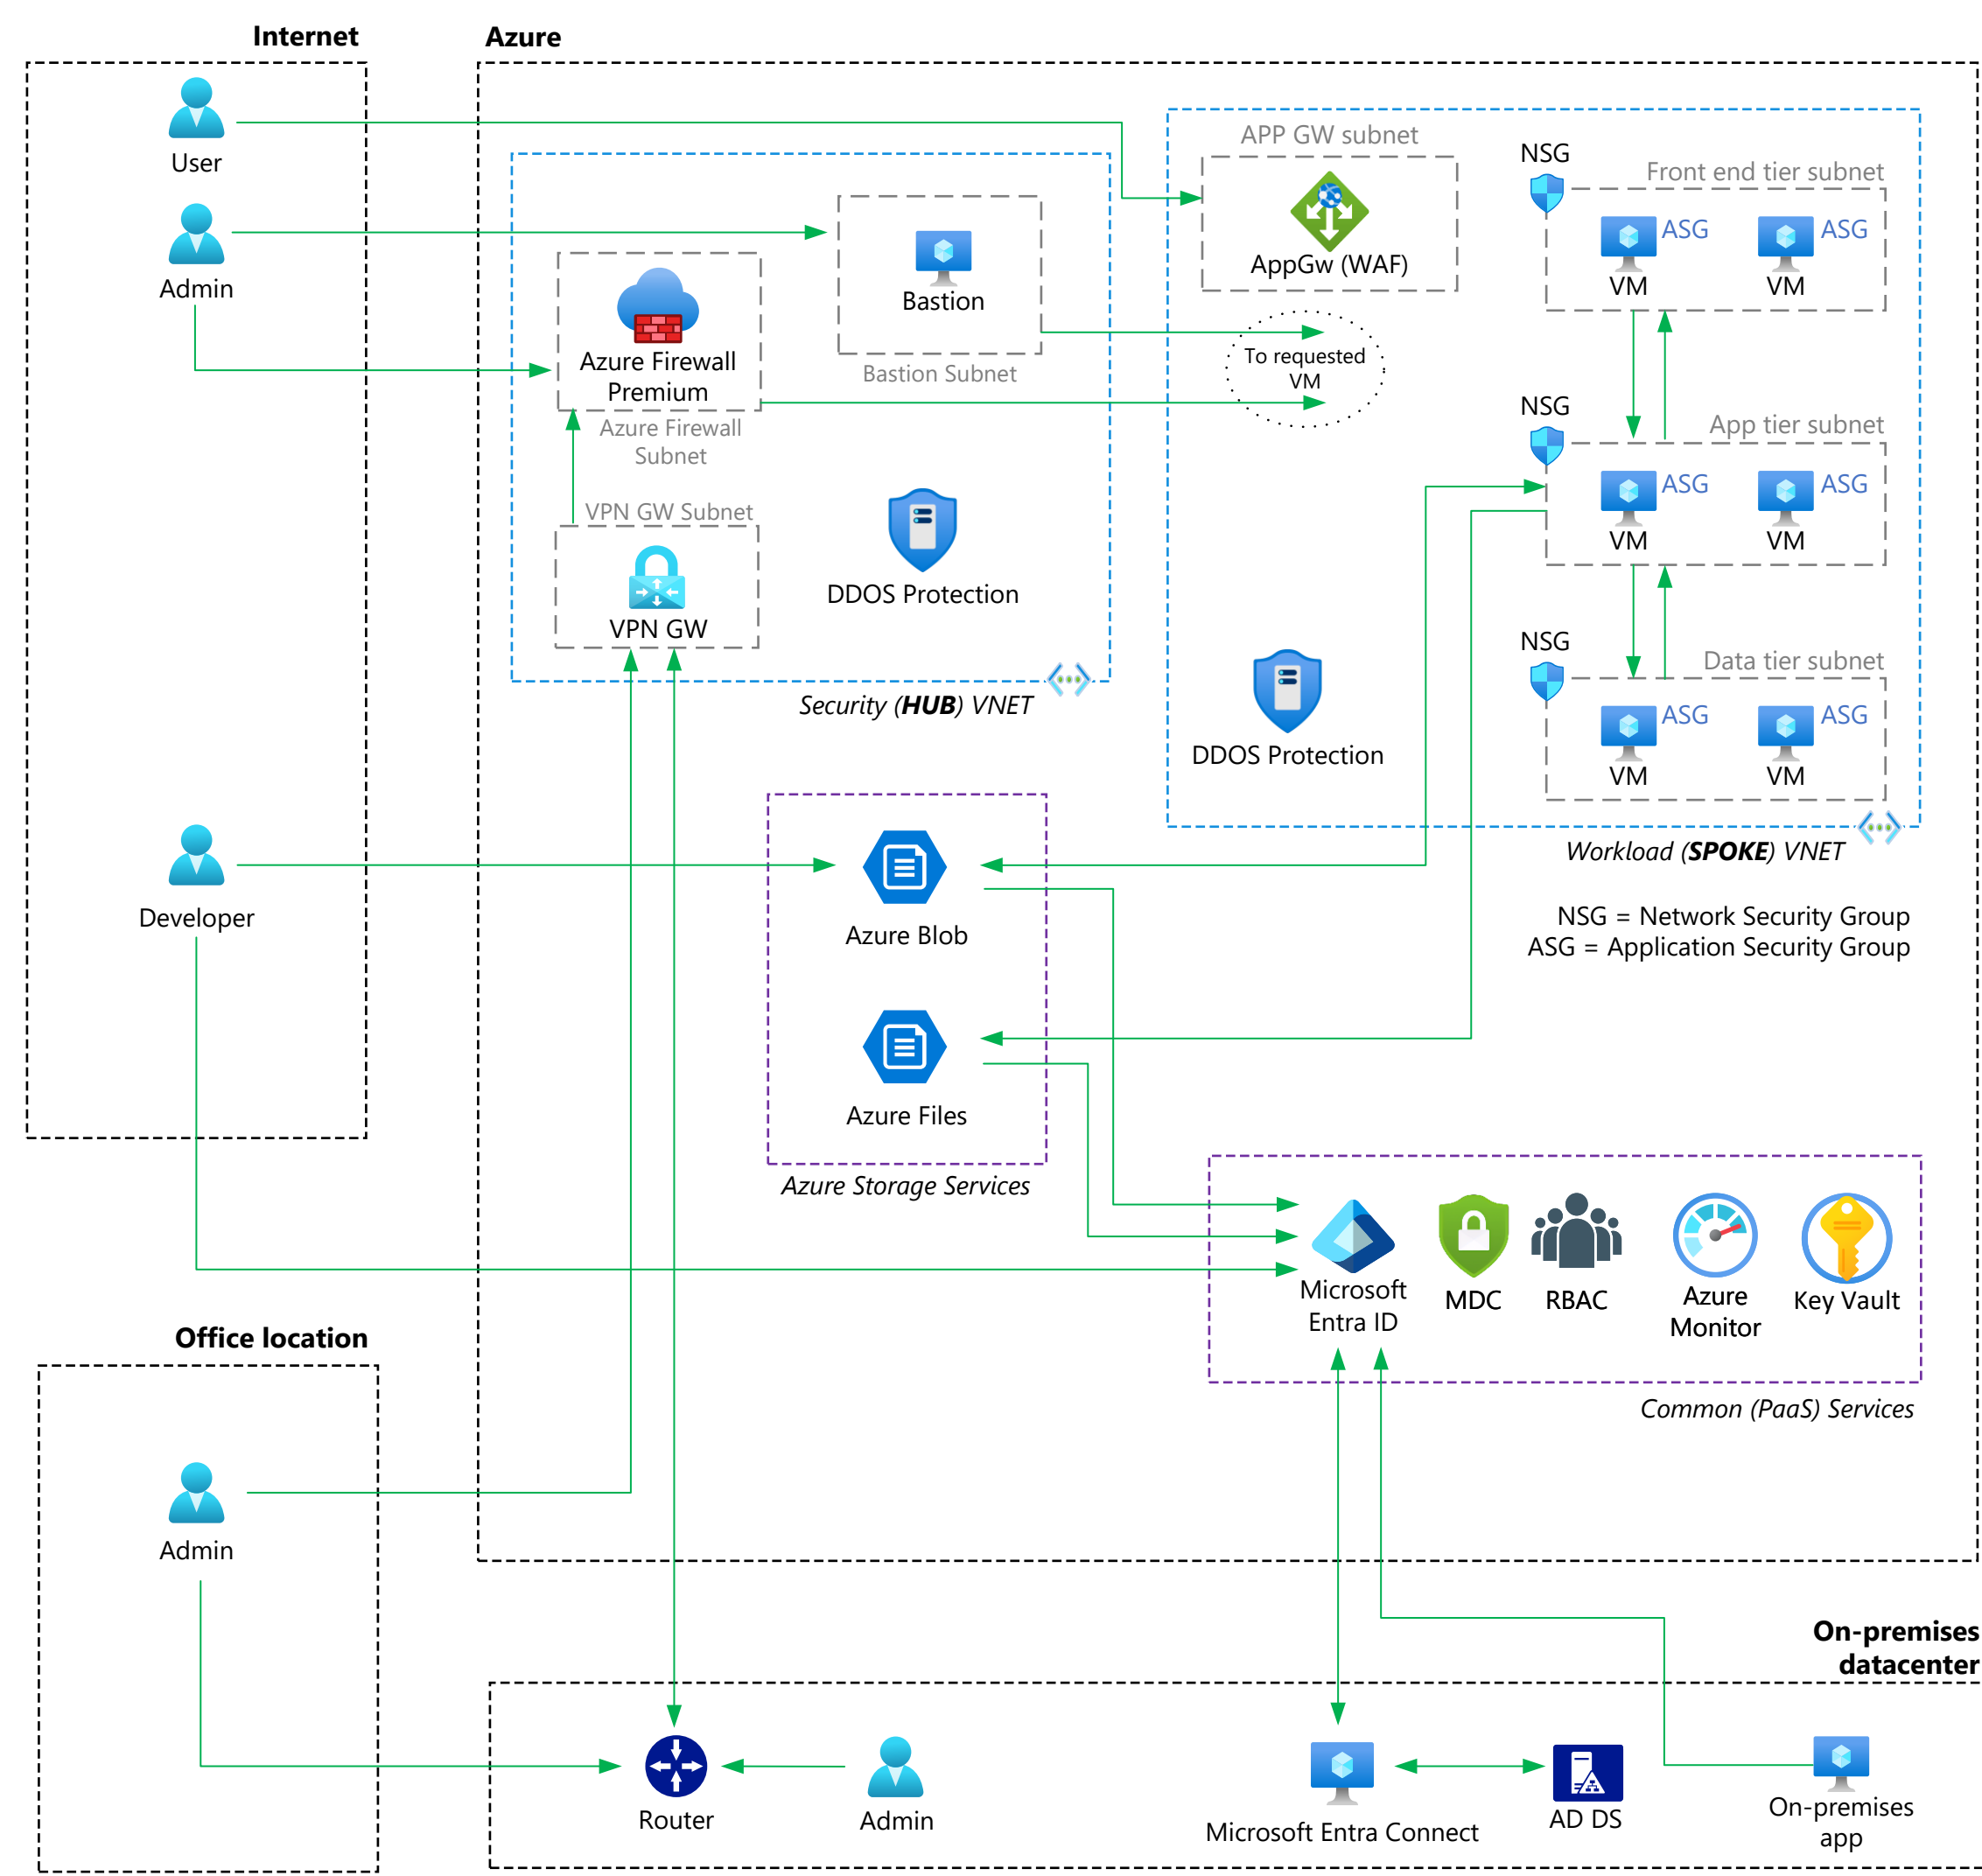 Internet
Azure
User
Admin
Developer
Azure Firewall
Premium
Azure Firewall
Subnet
Bastion
Bastion Subnet
VPN GW Subnet
VPN GW
DDOS Protection
Security (HUB) VNET
APP GW subnet
AppGw (WAF)
To requested
VM
DDOS Protection
NSG
Front end tier subnet
ASG
ASG
VM
VM
NSG
App tier subnet
ASG
ASG
VM
VM
NSG
Data tier subnet
ASG
ASG
VM
VM
Workload (SPOKE) VNET
NSG = Network Security Group
ASG = Application Security Group
Azure Blob
Azure Files
Azure Storage Services
Microsoft
Entra ID
MDC
RBAC
Azure
Monitor
Key Vault
Common (PaaS) Services
Office location
Admin
On-premises
datacenter
Router
Admin
Microsoft Entra Connect
AD DS
On-premises
app